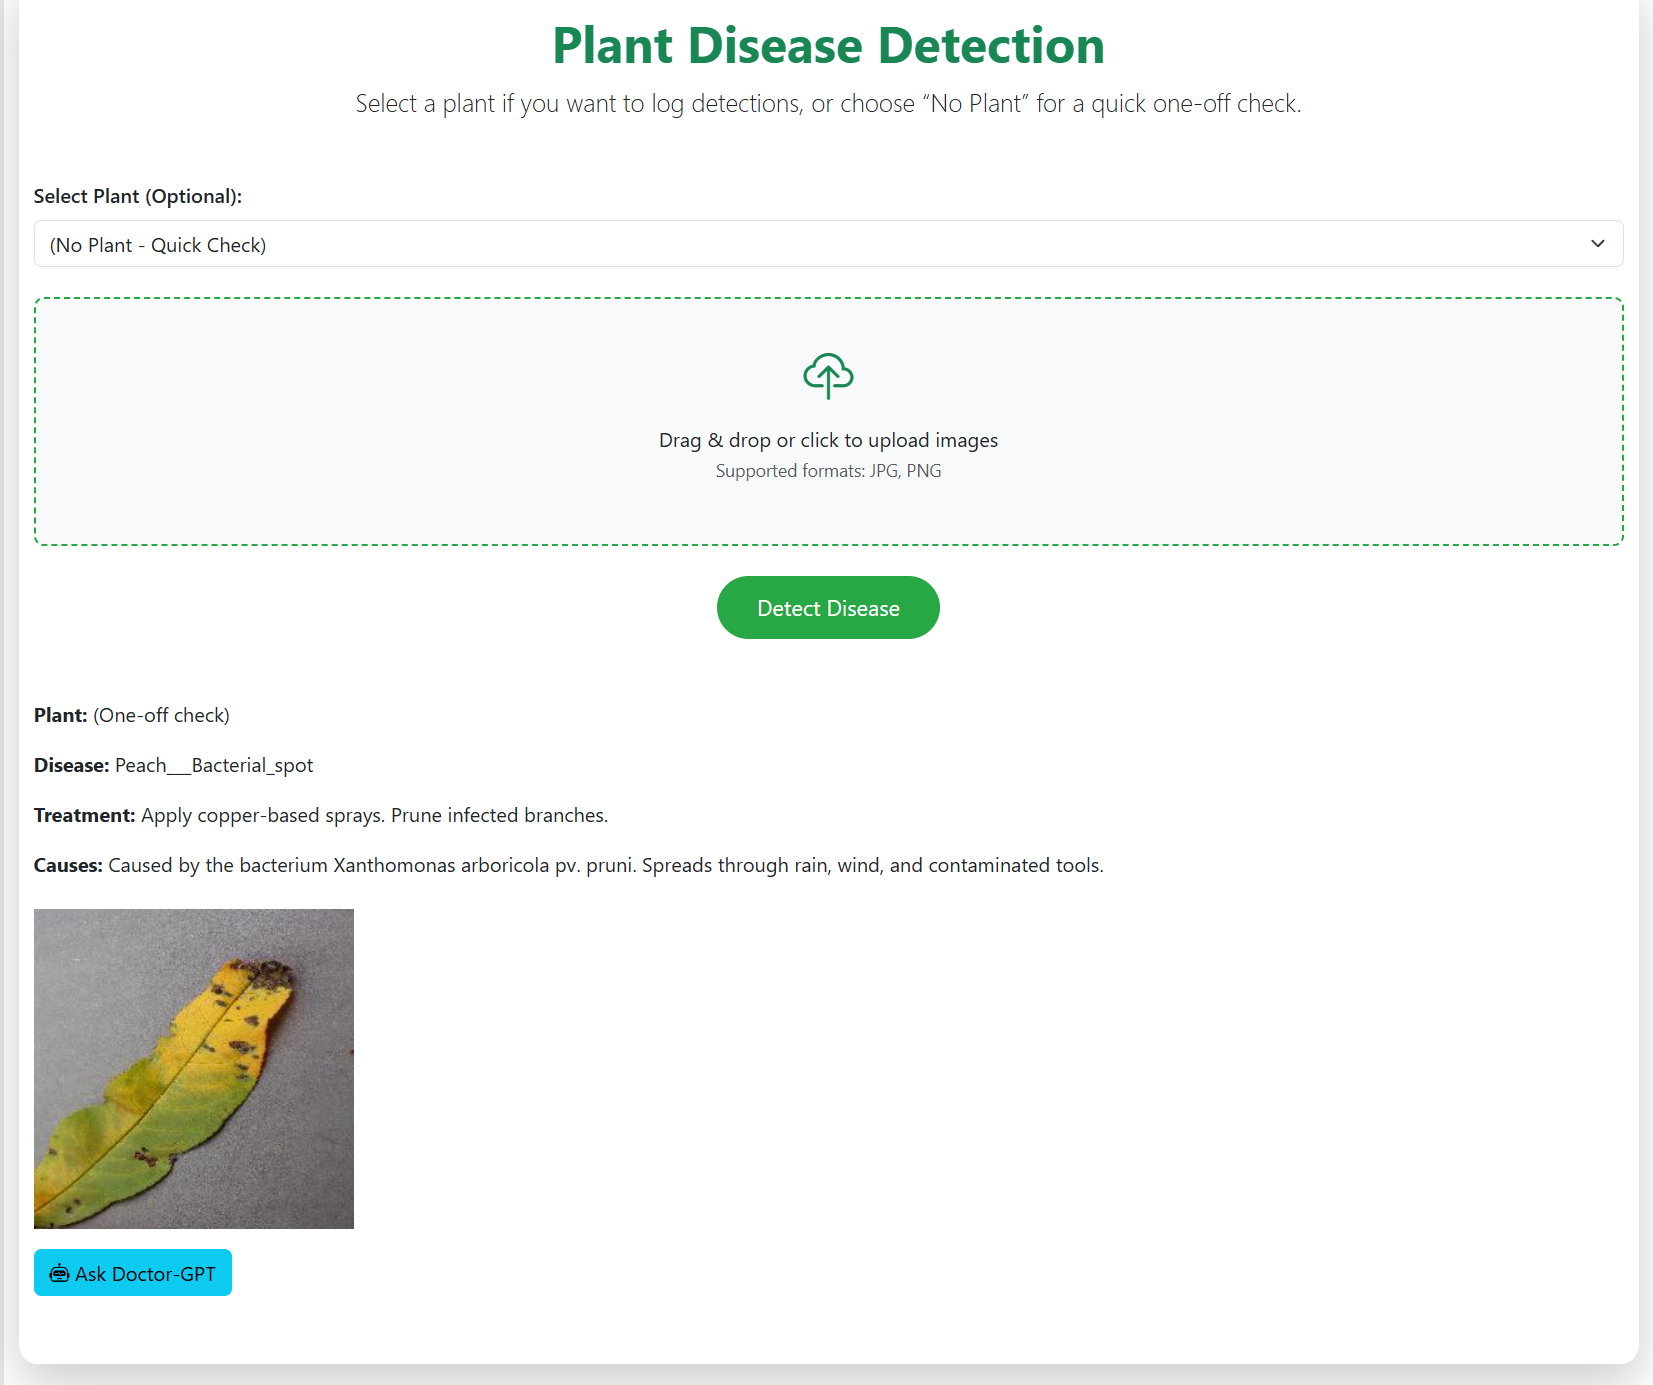 Plant Disease Detection
Select a plant if you want to log detections, or choose “No Plant” for a quick one-off check.
Select Plant (Optional):
(No Plant - Quick Check)
Drag & drop or click to upload images
Supported formats: JPG, PNG
Detect Disease
Plant: (One-off check)
Disease: Peach___Bacterial_spot
Treatment: Apply copper-based sprays. Prune infected branches.
Causes: Caused by the bacterium Xanthomonas arboricola pv. pruni. Spreads through rain, wind, and contaminated tools.
Ask Doctor-GPT